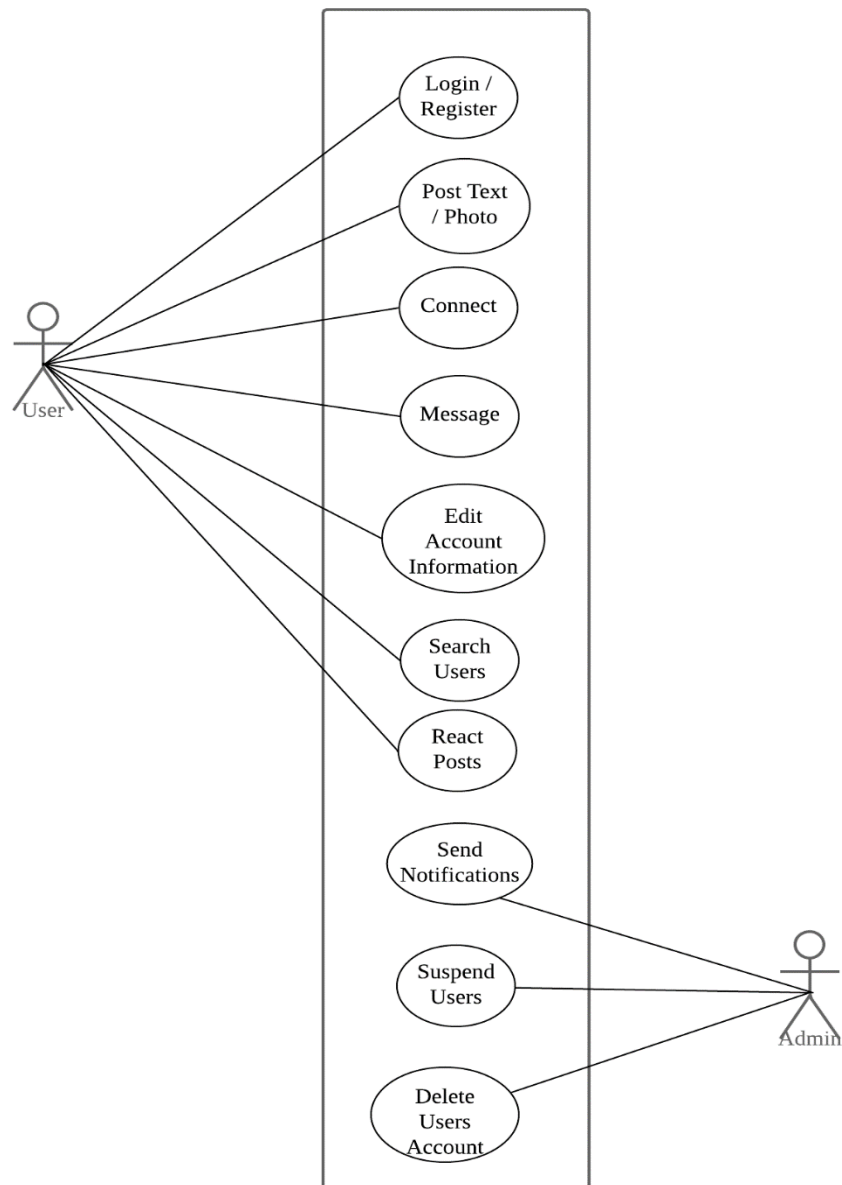 Login /
Register
Post Text
/ Photo
Connect
User
Message
Edit
Account
Information
Search
Users
React
Posts
Send
Notifications
Suspend
Users
Admin
Delete
Users
Account